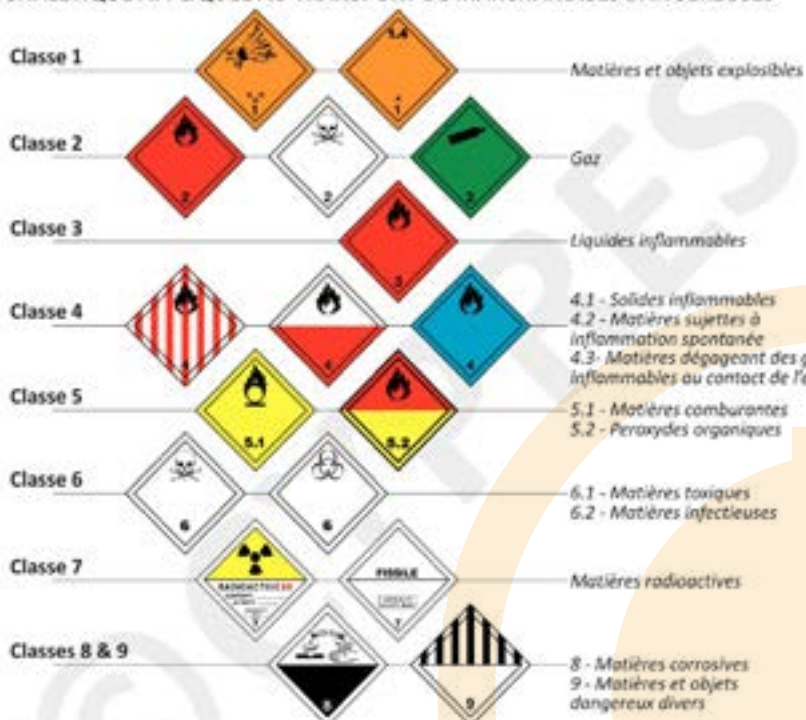 Classe 1
1.4
1
1
Matières et objets explosibles
Classe 2
2
2
2
Gaz
Classe 3
3
Liquides inflammables
Classe 4
4
4
4.1 - Solides inflammables
4.2 - Matières sujettes à
inflammation spontanée
4.3- Matières dégageant des
inflammables au contact de
Classe 5
5.1
5.2
5.1 - Matières comburantes
5.2 - Peroxydes organiques
Classe 6
6
6
6.1 - Matières toxiques
6.2 - Matières infectieuses
Classe 7
RADIOACTIVE
7
FISSILE
7
Matières radioactives
Classes 8 & 9
8
9
8 - Matières corrosives
9 - Matières et objets
dangereux divers